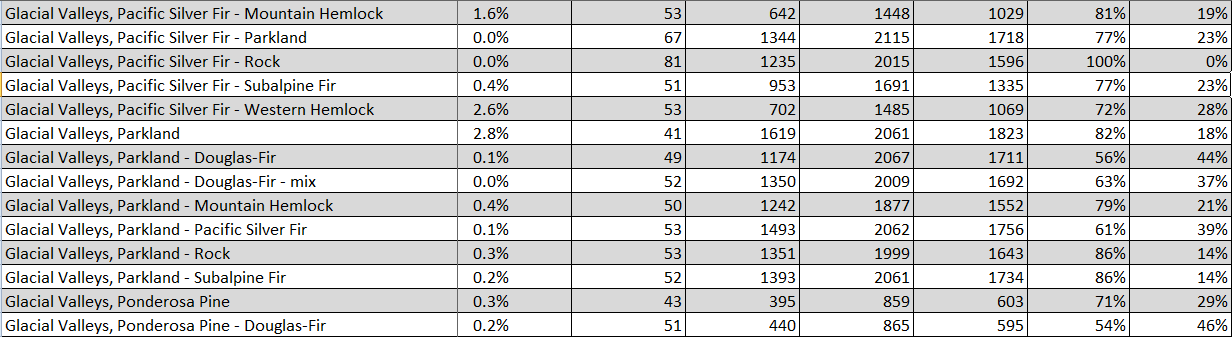 Glacial Valleys, Pacific Silver Fir - Mountain Hemlock 1.6% 53 642 1448 1029 81% 19%
Glacial Valleys, Pacific Silver Fir - Parkland 0.0% 67 1344 2115 1718 77% 23%
Glacial Valleys, Pacific Silver Fir - Rock 0.0% 81 1235 2015 1596 100% 0%
Glacial Valleys, Pacific Silver Fir - Subalpine Fir 0.4% 51 953 1691 1335 77% 23%
Glacial Valleys, Pacific Silver Fir - Western Hemlock 2.6% 53 702 1485 1069 72% 28%
Glacial Valleys, Parkland 2.8% 41 1619 2061 1823 82% 18%
Glacial Valleys, Parkland - Douglas-Fir 0.1% 49 1174 2067 1711 56% 44%
Glacial Valleys, Parkland - Douglas-Fir - mix 0.0% 52 1350 2009 1692 63% 37%
Glacial Valleys, Parkland - Mountain Hemlock 0.4% 50 1242 1877 1552 79% 21%
Glacial Valleys, Parkland - Pacific Silver Fir 0.1% 53 1493 2062 1756 61% 39%
Glacial Valleys, Parkland - Rock 0.3% 53 1351 1999 1643 86% 14%
Glacial Valleys, Parkland - Subalpine Fir 0.2% 52 1393 2061 1734 86% 14%
Glacial Valleys, Ponderosa Pine 0.3% 43 395 859 603 71% 29%
Glacial Valleys, Ponderosa Pine - Douglas-Fir 0.2% 51 440 865 595 54% 46%